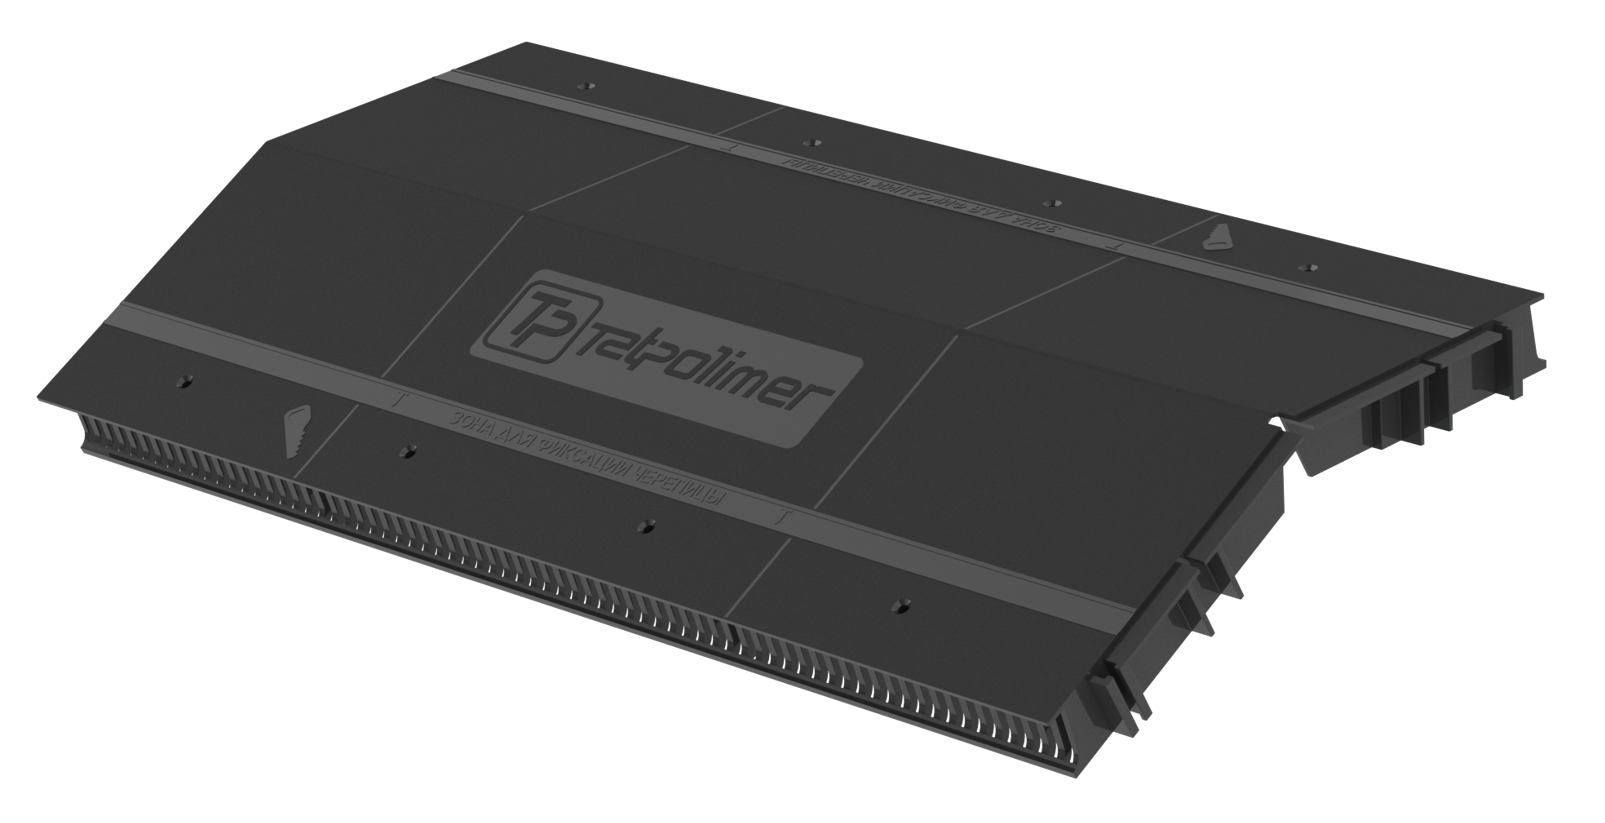 ЗОНА ДЛЯ ФИКСАЦИИ ЧЕРЕПИЦЫ
TP Tatpolimer
T ЗОНА ДЛЯ ФИКСАЦИИ ЧЕРЕПИЦЫ T